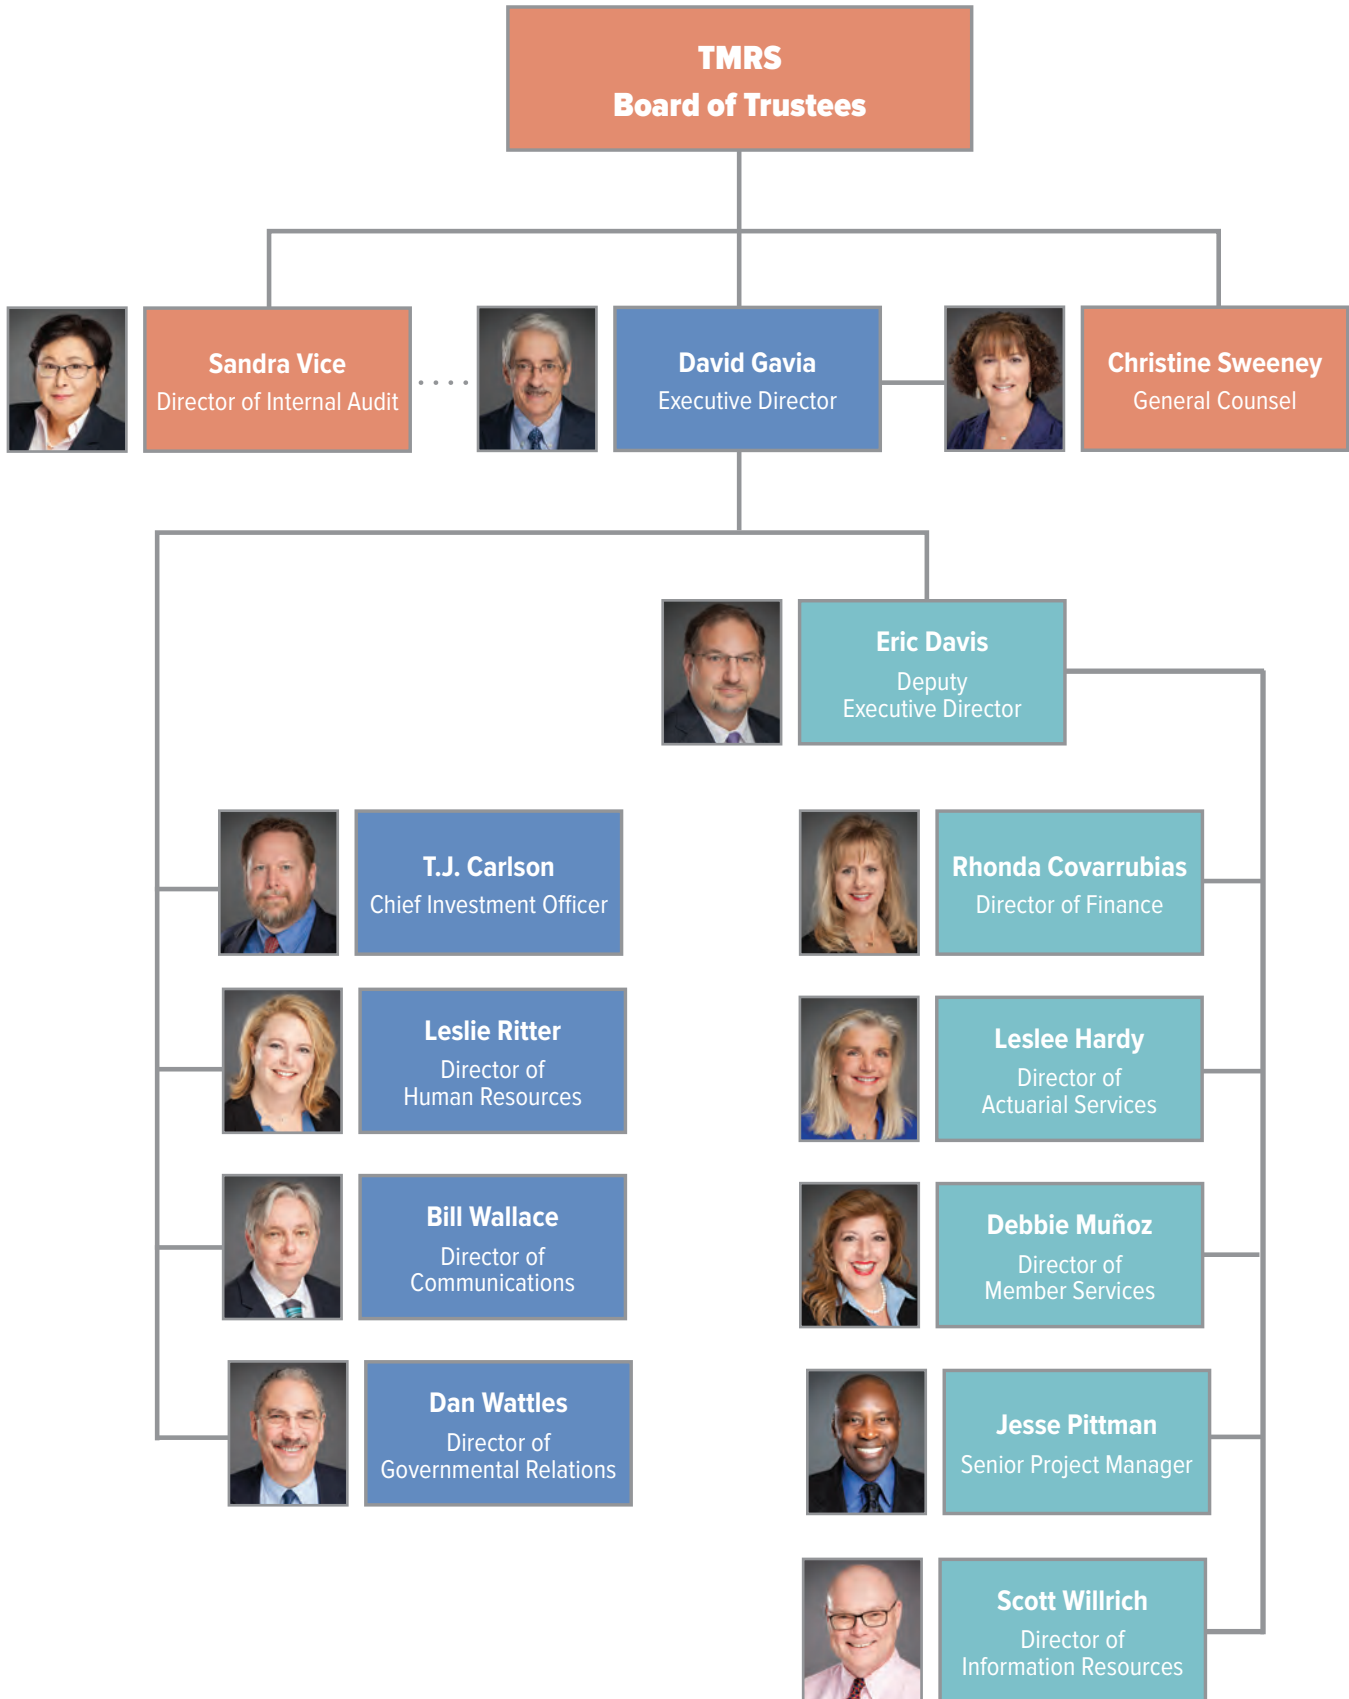 TMRS
Board of Trustees
Sandra Vice
Director of Internal Audit
David Gavia
Executive Director
Christine Sweeney
General Counsel
Eric Davis
Deputy
Executive Director
T.J. Carlson
Chief Investment Officer
Rhonda Covarrubias
Director of Finance
Leslie Ritter
Director of
Human Resources
Leslee Hardy
Director of
Actuarial Services
Bill Wallace
Director of
Communications
Debbie Muñoz
Director of
Member Services
Dan Wattles
Director of
Governmental Relations
Jesse Pittman
Senior Project Manager
Scott Willrich
Director of
Information Resources